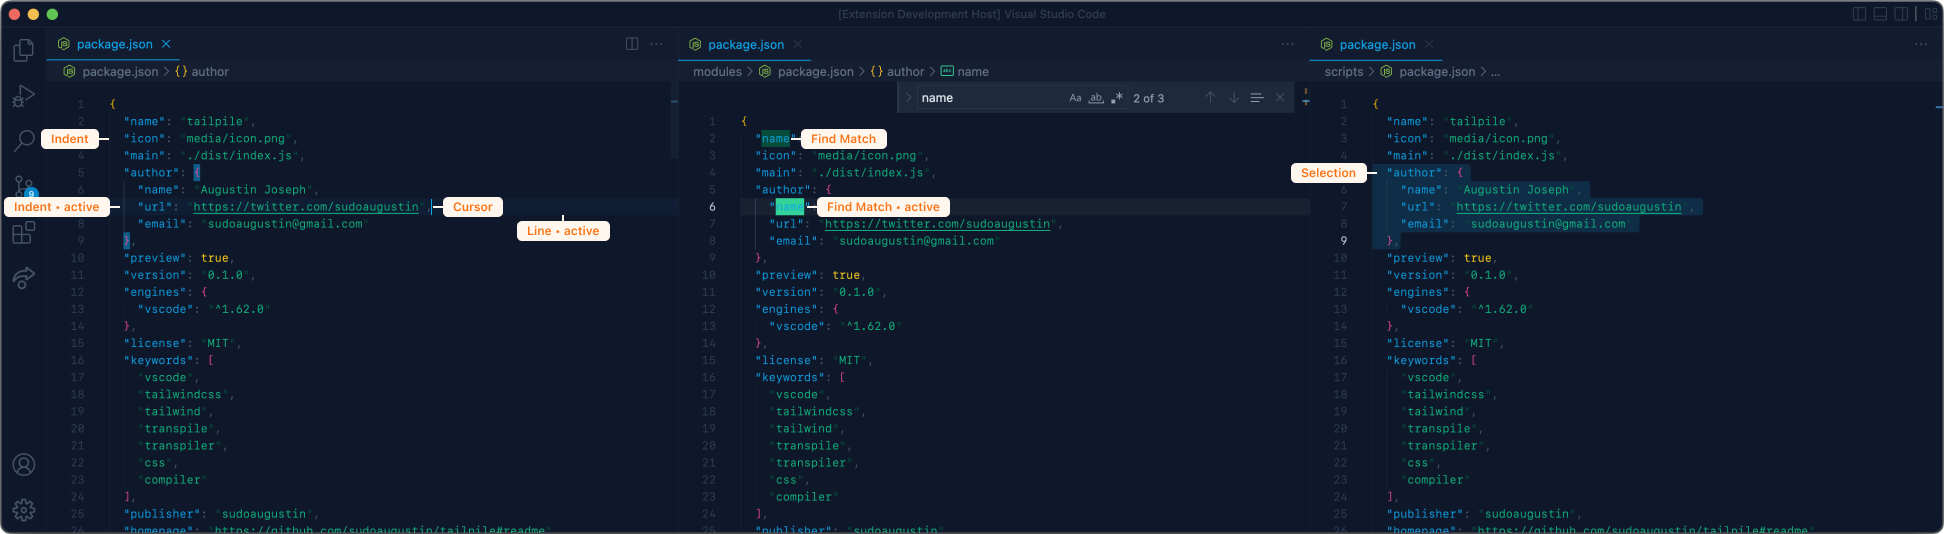 [Extension Development Host] Visual Studio Code
package.json
package.json > {} author
1 {
2 "name": "tailpile",
"icon": "media/icon.png",
4 "main": "./dist/index.js",
5 "author": {
6 "name": "Augustin Joseph",
"url": "https://twitter.com/sudoaugustin",
8 "email": "sudoaugustin@gmail.com"
9 },
10 "preview": true,
11 "version": "0.1.0",
12 "engines": {
13 "vscode": "^1.62.0"
14 },
15 "license": "MIT",
16 "keywords": [
17 "vscode",
18 "tailwindcss",
19 "tailwind",
20 "transpile",
21 "transpiler",
22 "css",
23 "compiler"
24 ],
25 "publisher": "sudoaugustin",
26 "homepage": "https://github.com/sudoaugustin/tailpile#readme"
Indent
Indent • active
Cursor
Line • active
9
package.json
modules > package.json > {} author > abc name
name
Aa ab .*
2 of 3
1 {
2 "name"
3 "icon": "media/icon.png",
4 "main": "./dist/index.js",
5 "author": {
6 "name"
7 "url": "https://twitter.com/sudoaugustin",
8 "email": "sudoaugustin@gmail.com"
9 },
10 "preview": true,
11 "version": "0.1.0",
12 "engines": {
13 "vscode": "^1.62.0"
14 },
15 "license": "MIT",
16 "keywords": [
17 "vscode",
18 "tailwindcss",
19 "tailwind",
20 "transpile",
21 "transpiler",
22 "css",
23 "compiler"
24 ],
25 "publisher": "sudoaugustin",
Find Match
Find Match • active
package.json
scripts > package.json > ...
1 {
2 "name": "tailpile",
3 "icon": "media/icon.png",
4 "main": "./dist/index.js",
"author": {
6 "name": "Augustin Joseph",
7 "url": "https://twitter.com/sudoaugustin",
8 "email": "sudoaugustin@gmail.com"
9 },
10 "preview": true,
11 "version": "0.1.0",
12 "engines": {
13 "vscode": "^1.62.0"
14 },
15 "license": "MIT",
16 "keywords": [
17 "vscode",
18 "tailwindcss",
19 "tailwind",
20 "transpile",
21 "transpiler",
22 "css",
23 "compiler"
24 ],
25 "publisher": "sudoaugustin",
26 "homepage": "https://github.com/sudoaugustin/tailpile#readme"
Selection